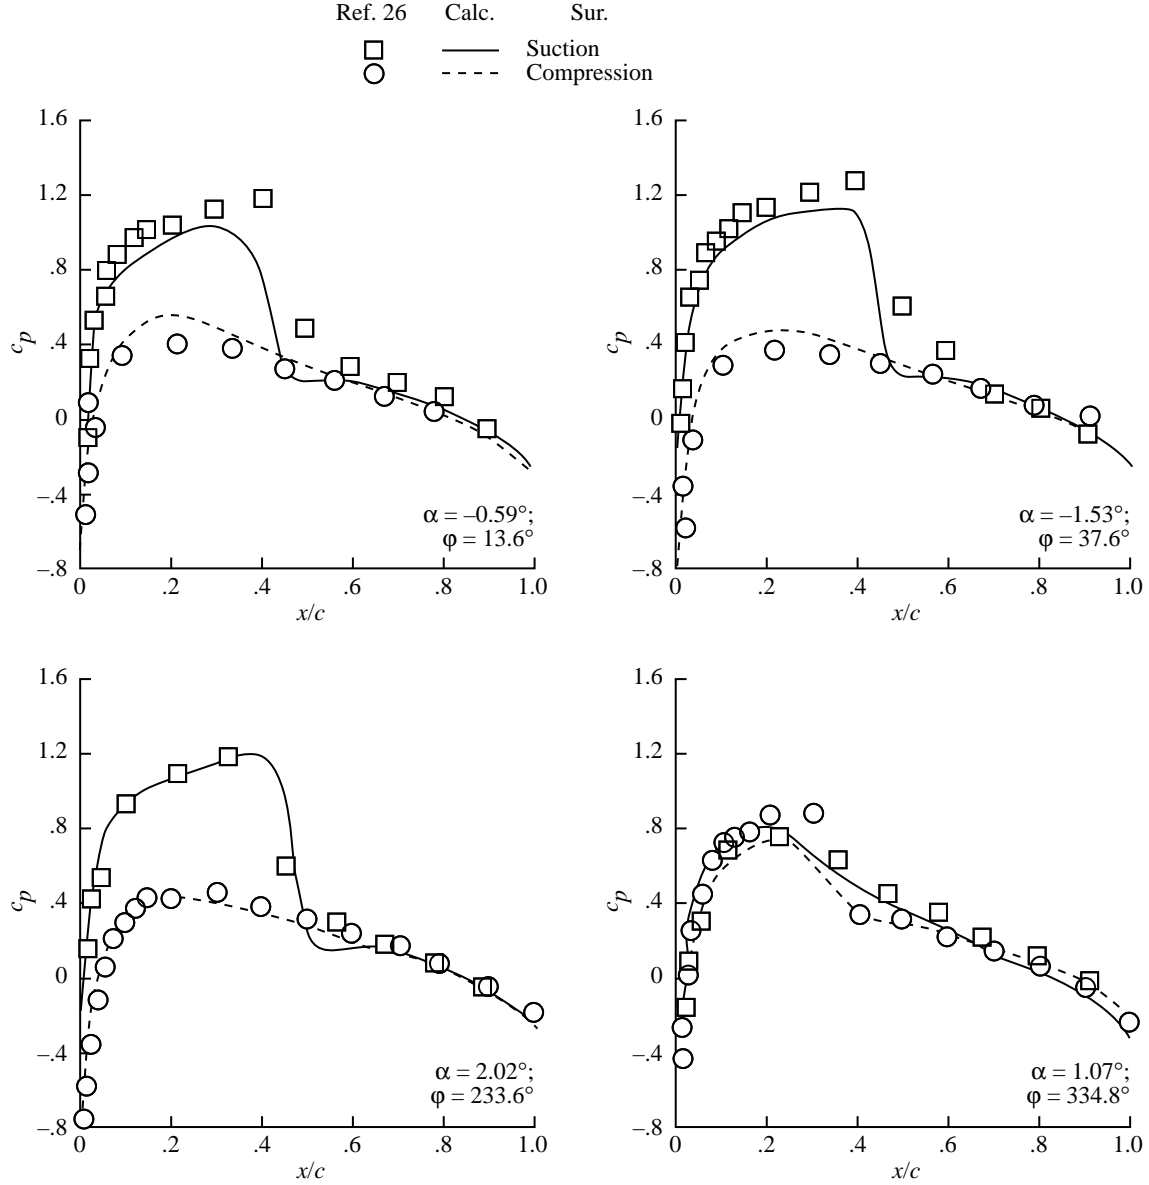 Ref. 26 Calc. Sur.
Suction
Compression
1.6
1.2
.8
.4
0
–.4
–.8
cp
0 .2 .4 .6 .8 1.0
x/c
α = –0.59°;
φ = 13.6°
1.6
1.2
.8
.4
0
–.4
–.8
cp
0 .2 .4 .6 .8 1.0
x/c
α = –1.53°;
φ = 37.6°
1.6
1.2
.8
.4
0
–.4
–.8
cp
0 .2 .4 .6 .8 1.0
x/c
α = 2.02°;
φ = 233.6°
1.6
1.2
.8
.4
0
–.4
–.8
cp
0 .2 .4 .6 .8 1.0
x/c
α = 1.07°;
φ = 334.8°